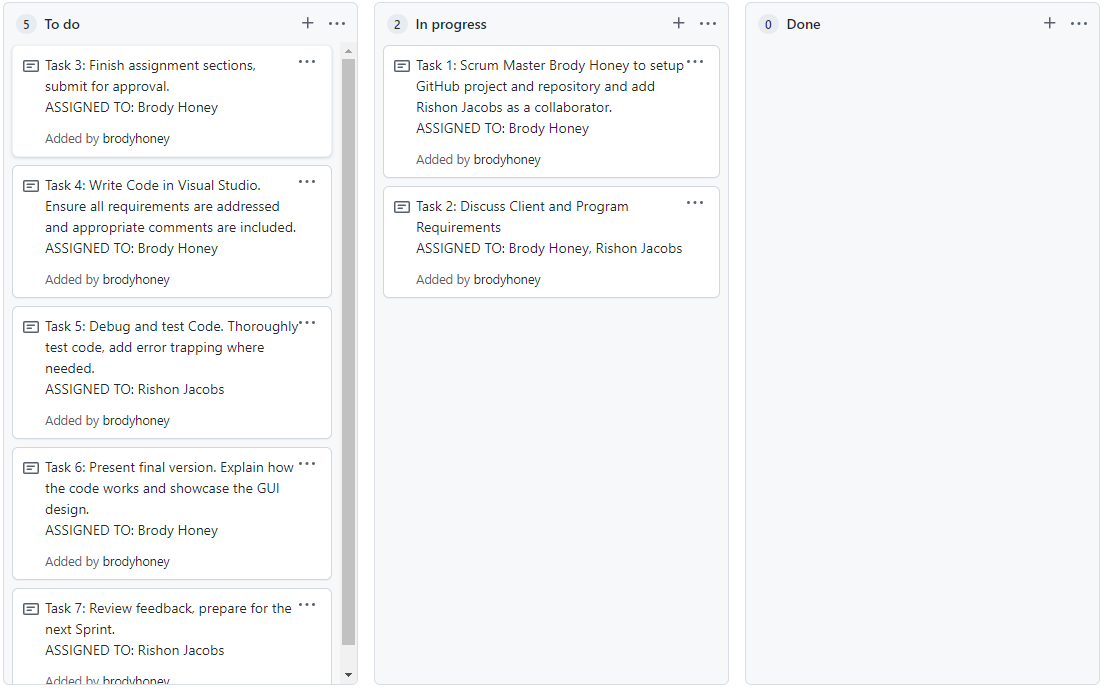 5 To do
Task 3: Finish assignment sections,
submit for approval.
ASSIGNED TO: Brody Honey
Added by brodyhoney
Task 4: Write Code in Visual Studio.
Ensure all requirements are addressed
and appropriate comments are included.
ASSIGNED TO: Brody Honey
Added by brodyhoney
Task 5: Debug and test Code. Thoroughly
test code, add error trapping where
needed.
ASSIGNED TO: Rishon Jacobs
Added by brodyhoney
Task 6: Present final version. Explain how
the code works and showcase the GUI
design.
ASSIGNED TO: Brody Honey
Added by brodyhoney
Task 7: Review feedback, prepare for the
next Sprint.
ASSIGNED TO: Rishon Jacobs
Added by brodyhoney
2 In progress
Task 1: Scrum Master Brody Honey to setup
GitHub project and repository and add
Rishon Jacobs as a collaborator.
ASSIGNED TO: Brody Honey
Added by brodyhoney
Task 2: Discuss Client and Program
Requirements
ASSIGNED TO: Brody Honey, Rishon Jacobs
Added by brodyhoney
0 Done